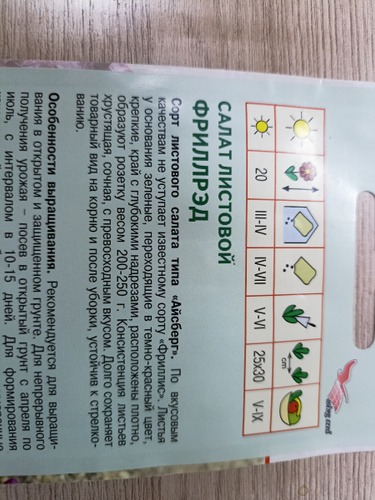 САЛАТ ЛИСТОВОЙ
ФРИЛЛРЭД
cm
20
III-IV
IV-VII
V-VI
25x30
V-IX
Сорт листового салата типа «Айсберг». По вкусовым
качествам не уступает известному сорту «Фриллис». Листья
у основания зеленые, переходящие в темно-красный цвет,
крепкие, край с глубокими надрезами, расположены плотно,
образуют розетку весом 200-250 г. Консистенция листьев
хрустящая, сочная, с превосходным вкусом. Долго сохраняет
товарный вид на корню и после уборки, устойчив к стрелко-
ванию.
Особенности выращивания. Рекомендуется для выращи-
вания в открытом и защищенном грунте. Для непрерывного
получения урожая – посев в открытый грунт с апреля по
июль, с интервалом в 10-15 дней. Для формирования